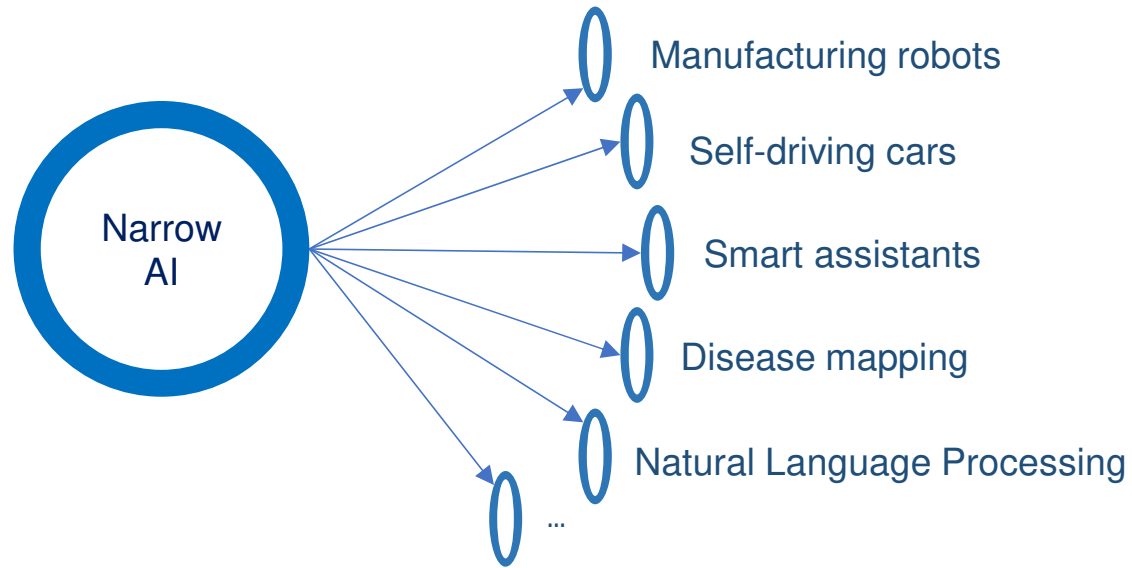 Narrow
AI
Manufacturing robots
Self-driving cars
Smart assistants
Disease mapping
Natural Language Processing
...